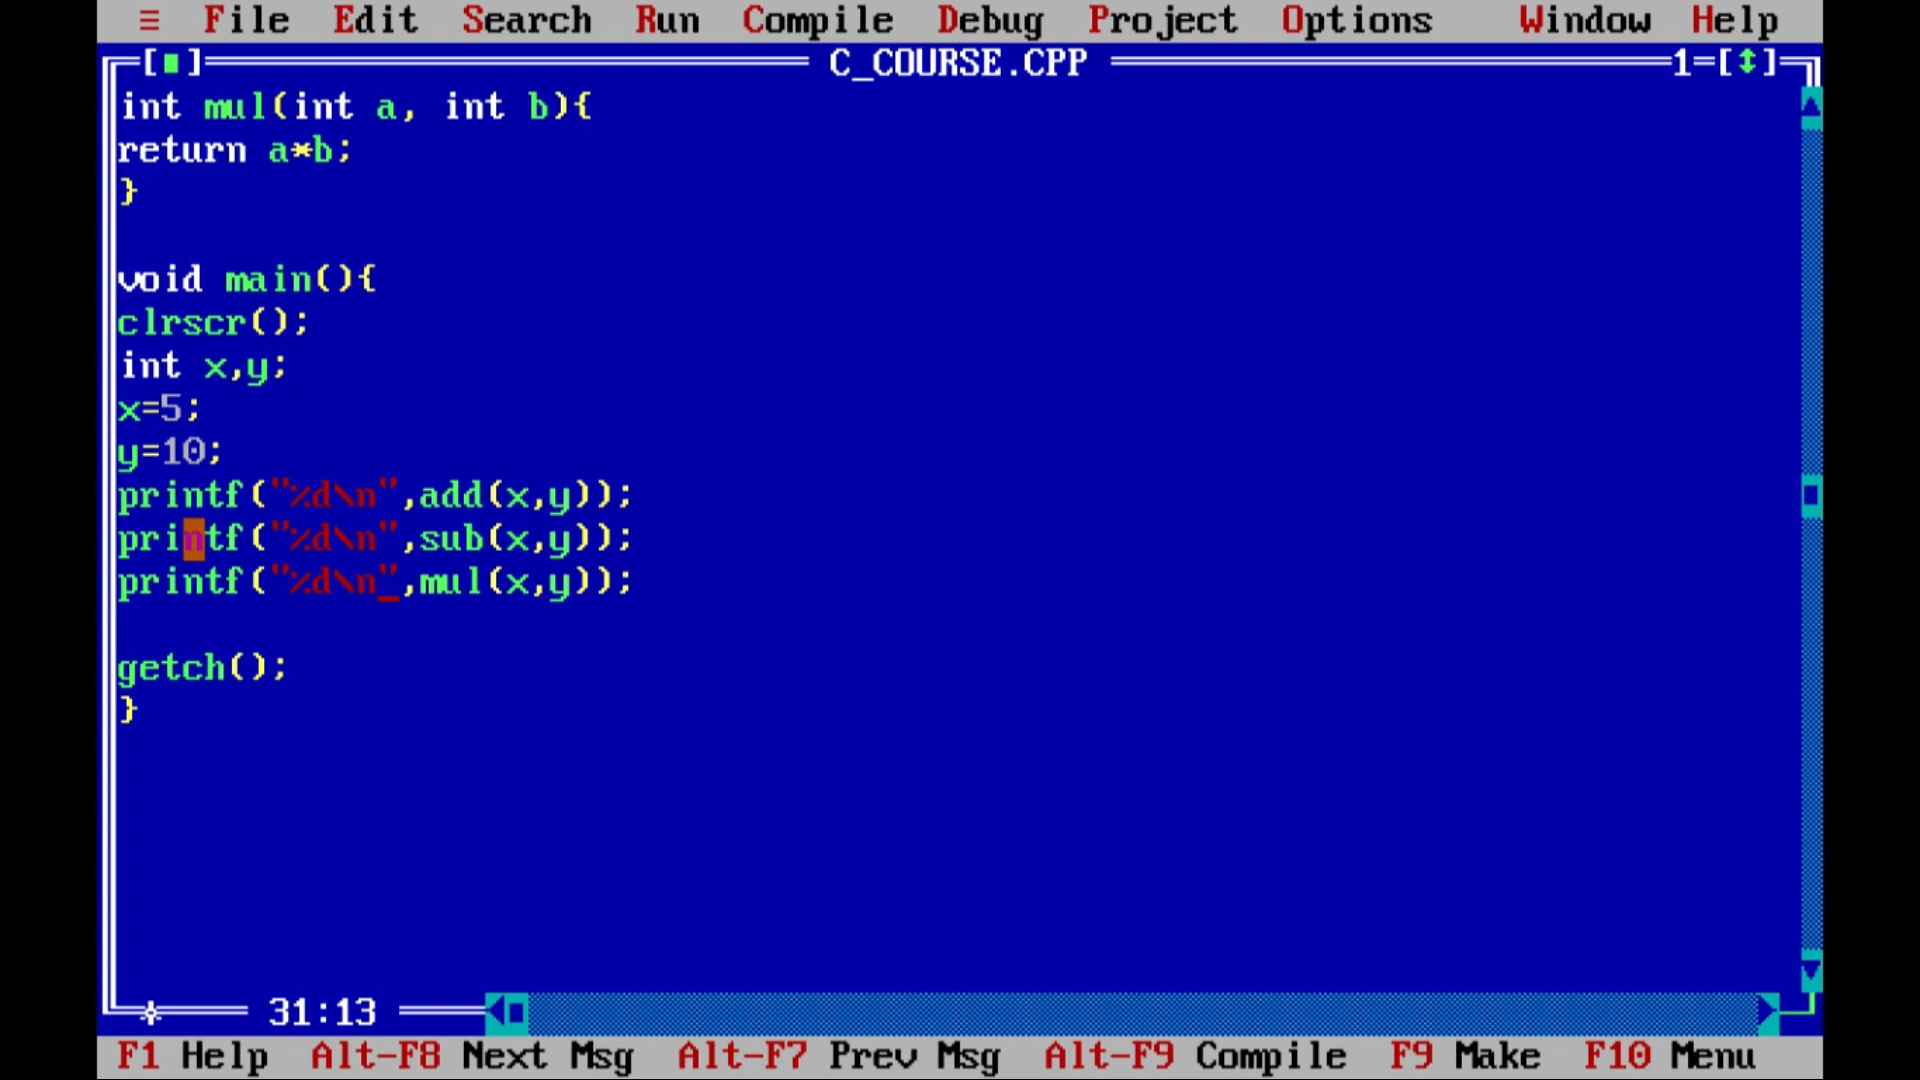 ≡ File Edit Search Run Compile Debug Project Options Window Help
[■] C_COURSE.CPP 1=[↕]
int mul(int a, int b){
return a*b;
}
void main(){
clrscr();
int x,y;
x=5;
y=10;
printf("%d\n",add(x,y));
printf("%d\n",sub(x,y));
printf("%d\n_,mul(x,y));
getch();
}
31:13
F1 Help Alt-F8 Next Msg Alt-F7 Prev Msg Alt-F9 Compile F9 Make F10 Menu